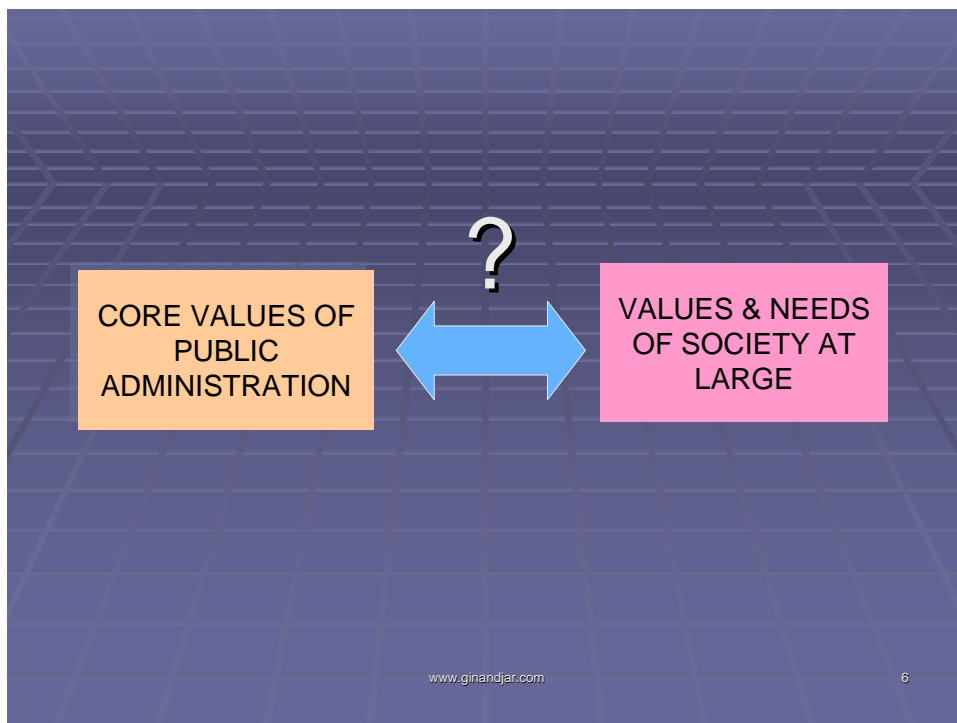 ?
CORE VALUES OF
PUBLIC
ADMINISTRATION
VALUES & NEEDS
OF SOCIETY AT
LARGE
www.ginandjar.com
6